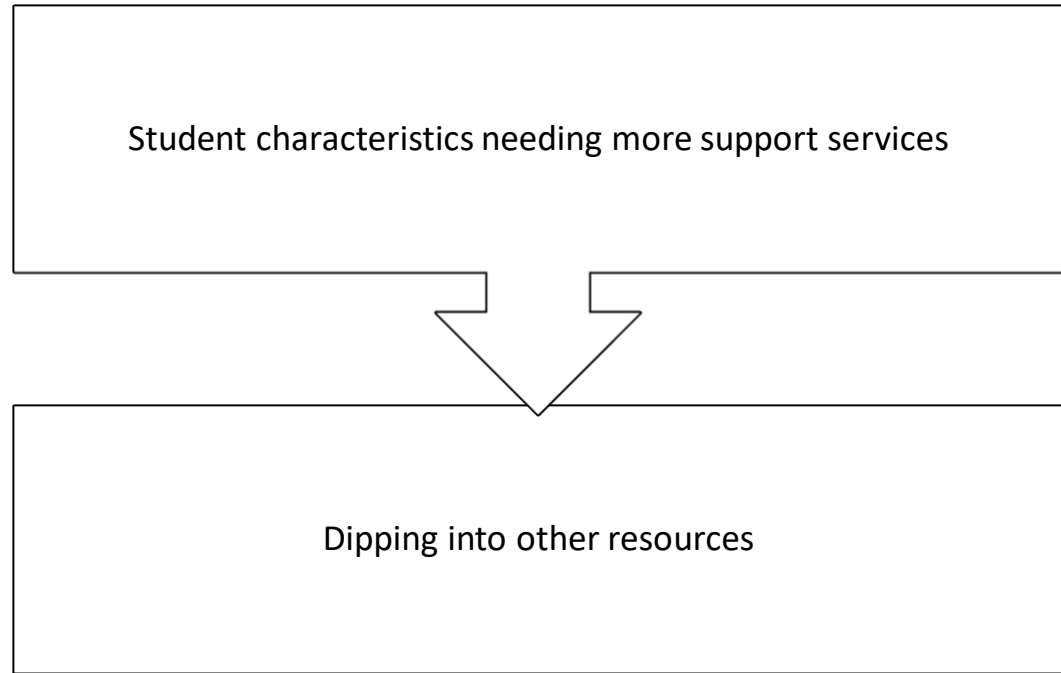 Student characteristics needing more support services
Dipping into other resources